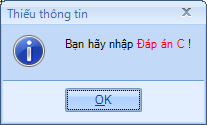 Thiếu thông tin
Bạn hãy nhập Đáp án C !
OK